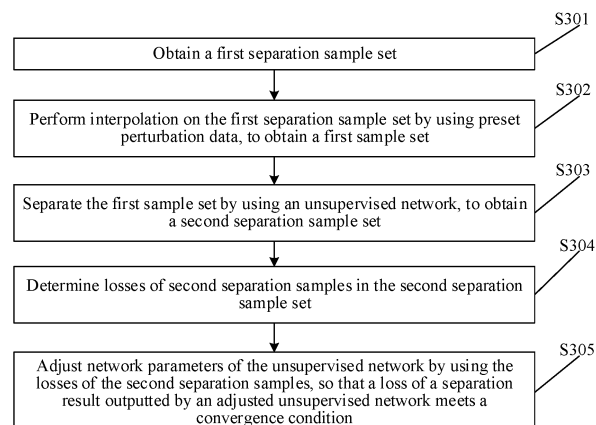 S301
Obtain a first separation sample set
S302
Perform interpolation on the first separation sample set by using preset
perturbation data, to obtain a first sample set
S303
Separate the first sample set by using an unsupervised network, to obtain
a second separation sample set
S304
Determine losses of second separation samples in the second separation
sample set
S305
Adjust network parameters of the unsupervised network by using the
losses of the second separation samples, so that a loss of a separation
result outputted by an adjusted unsupervised network meets a
convergence condition